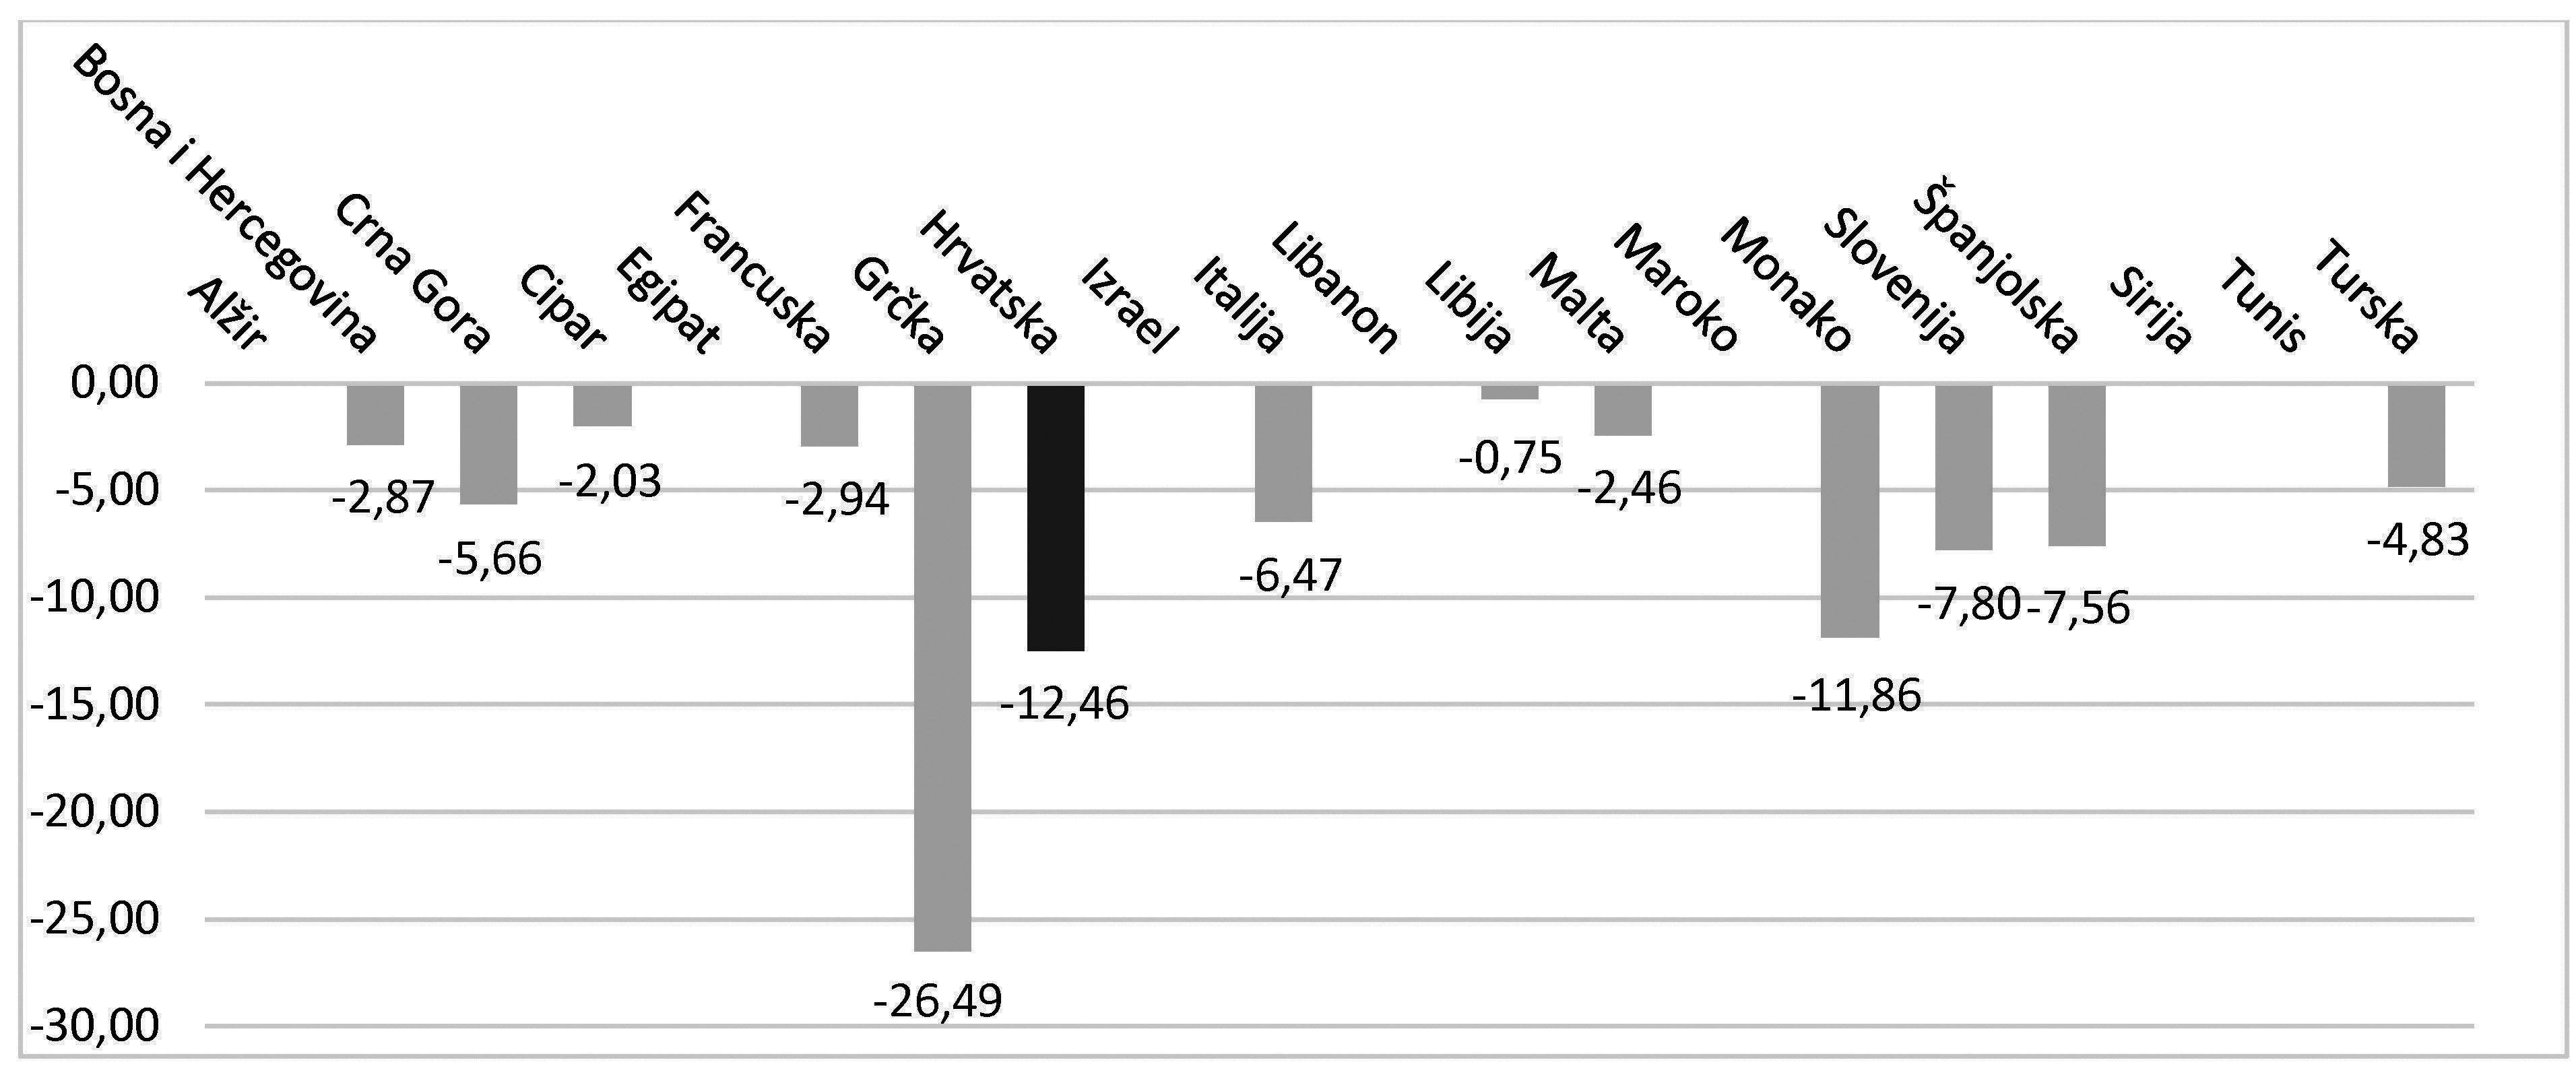 Alžir
Bosna i Hercegovina
Crna Gora
Cipar
Egipat
Francuska
Grčka
Hrvatska
Izrael
Italija
Libanon
Libija
Malta
Maroko
Monako
Slovenija
Španjolska
Sirija
Tunis
Turska
0,00
-5,00
-10,00
-15,00
-20,00
-25,00
-30,00
-2,87
-5,66
-2,03
-2,94
-26,49
-12,46
-6,47
-0,75
-2,46
-11,86
-7,80
-7,56
-4,83